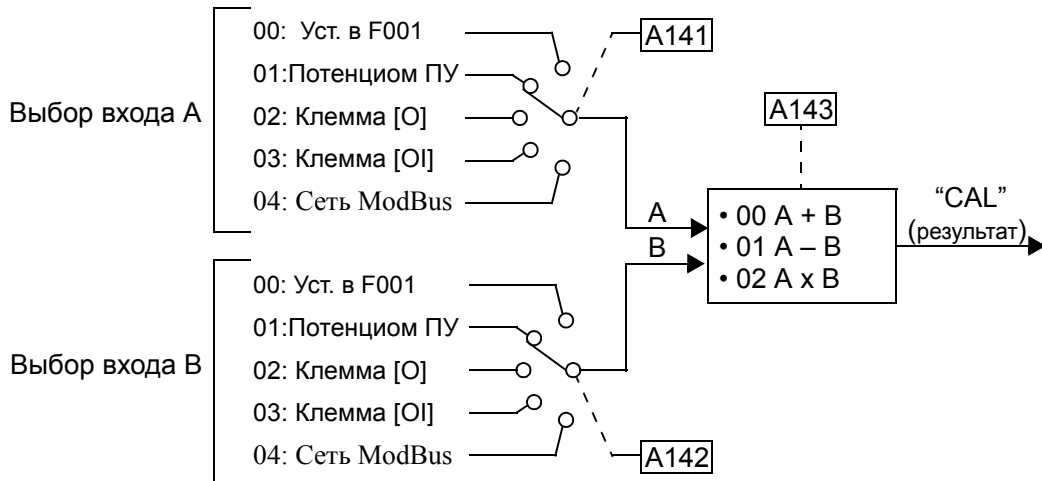 Выбор входа A
00: Уст. в F001
01:Потенциом ПУ
02: Клемма [O]
03: Клемма [OI]
04: Сеть ModBus
A141
A143
A
B
• 00 A + B
• 01 A – B
• 02 A x B
“CAL”
(результат)
Выбор входа B
00: Уст. в F001
01:Потенциом ПУ
02: Клемма [O]
03: Клемма [OI]
04: Сеть ModBus
A142